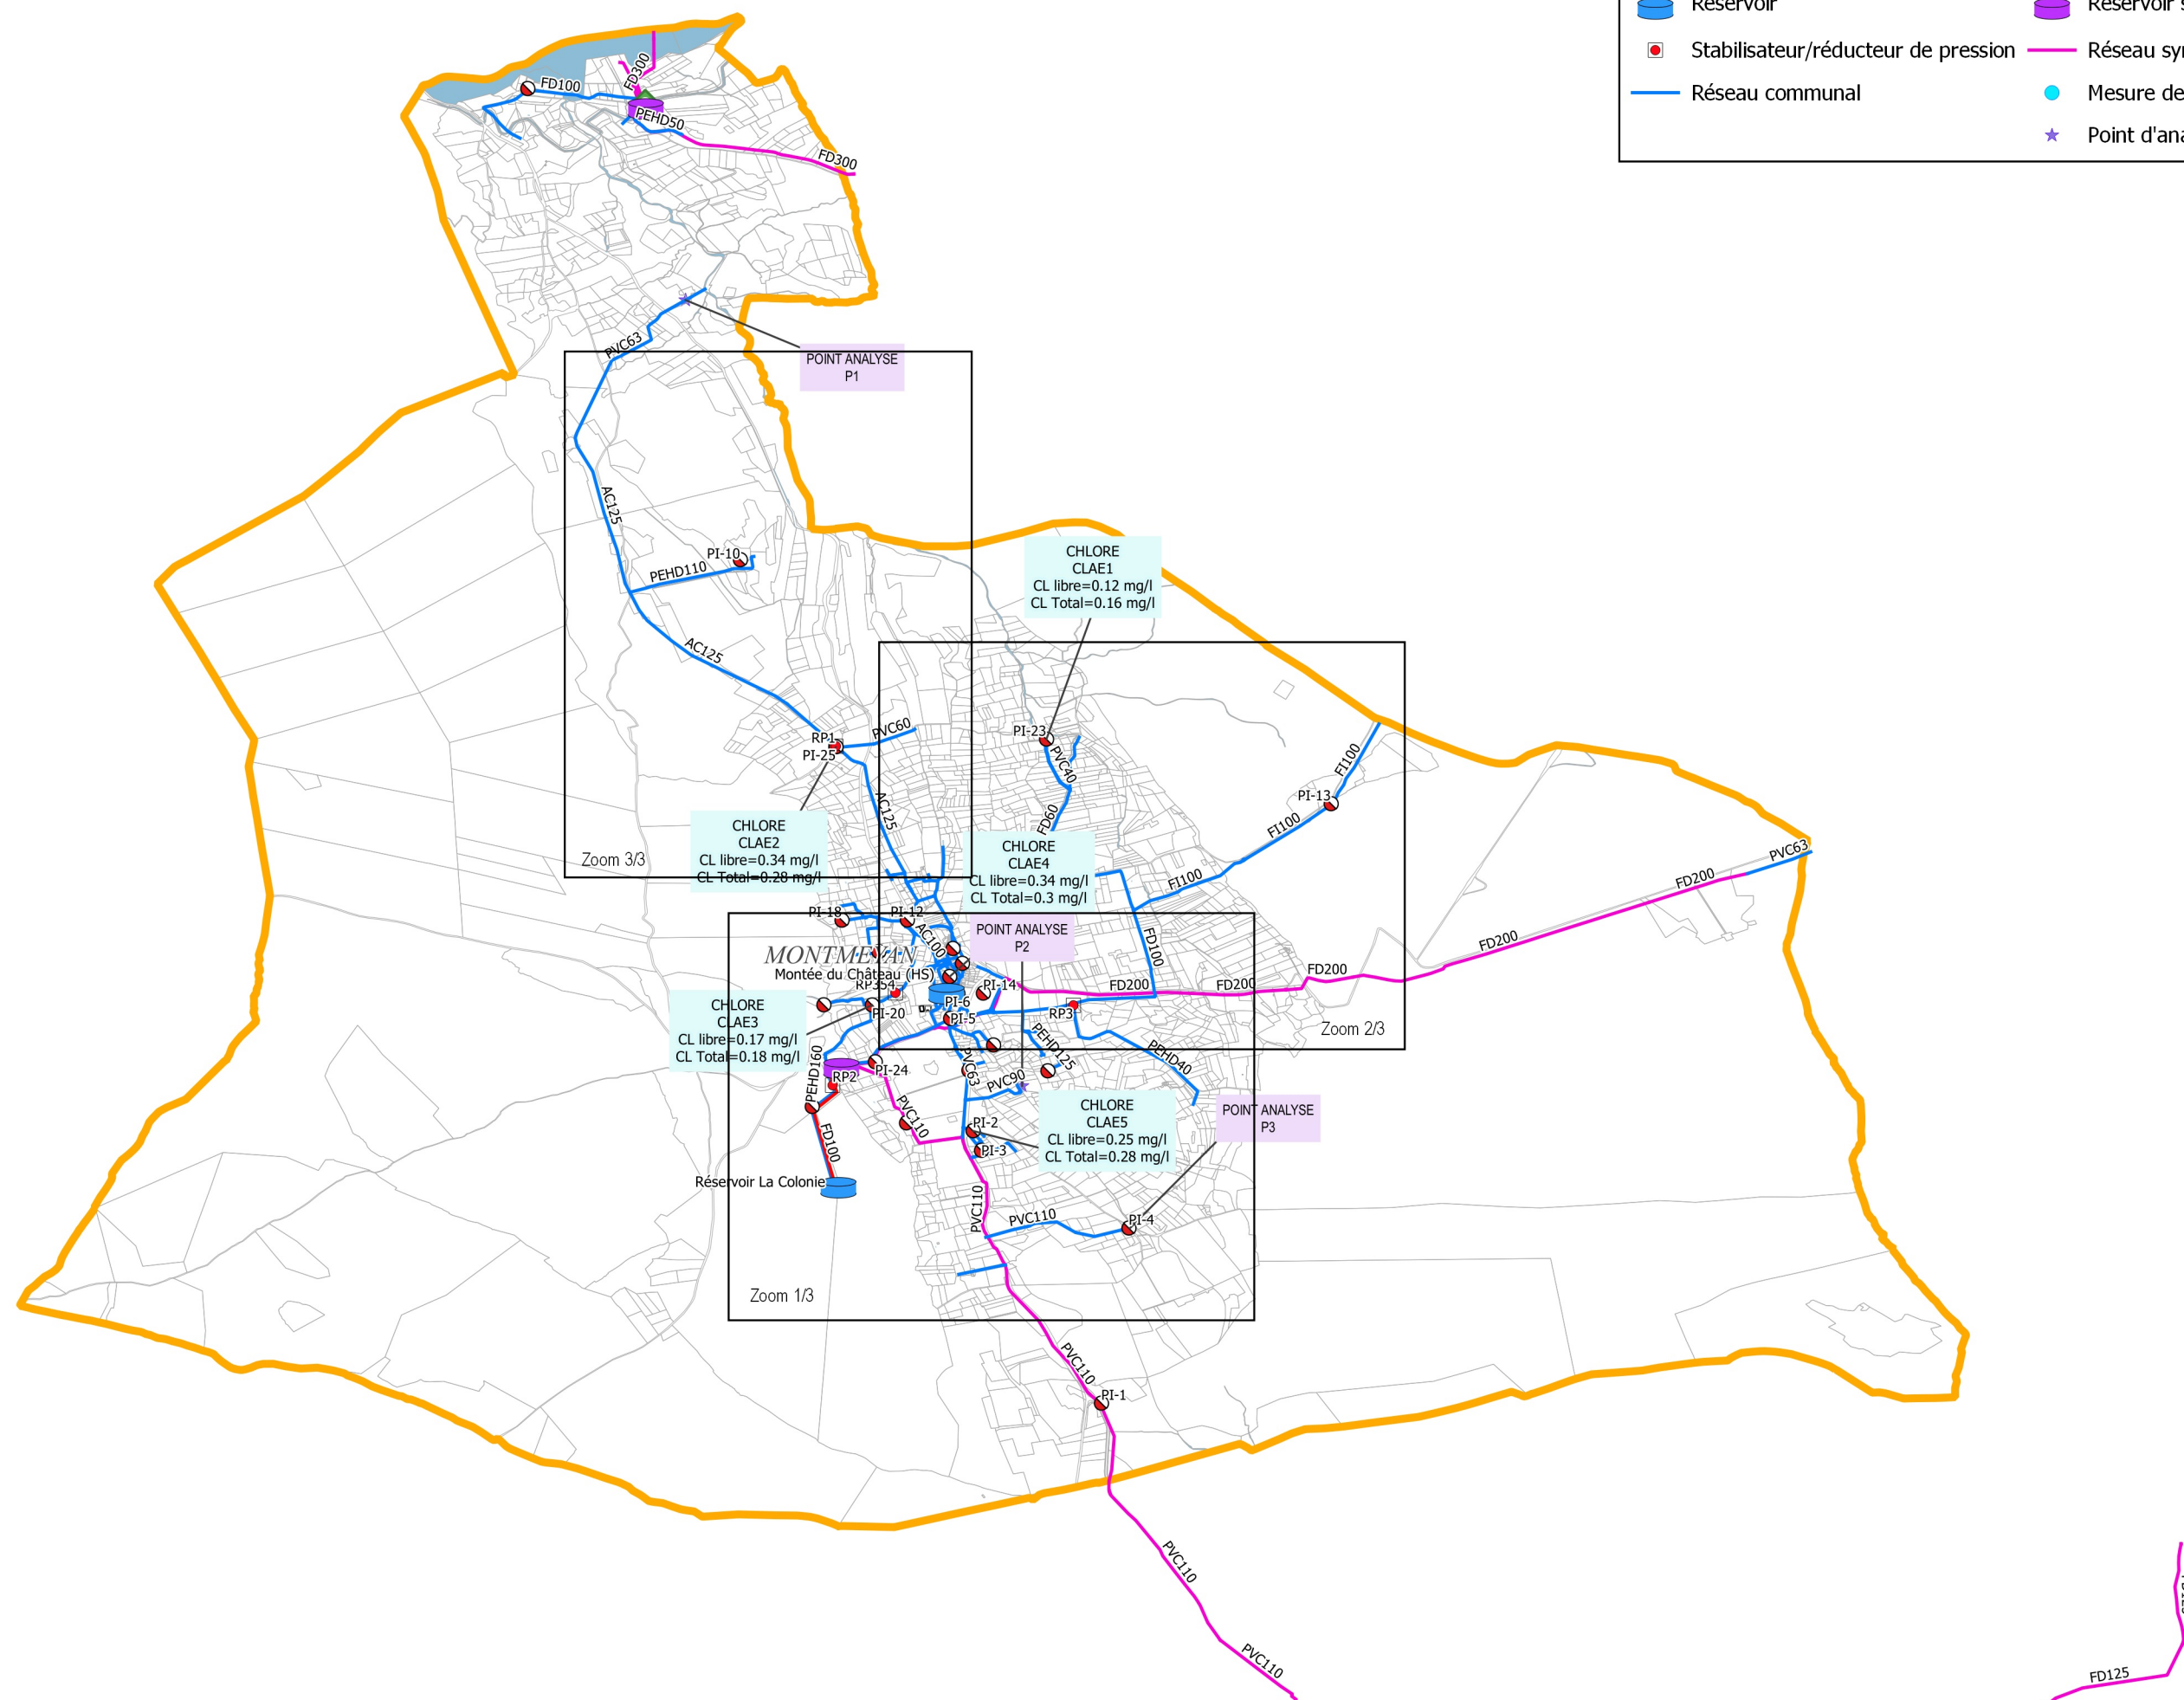 Réservoir
Stabilisateur/réducteur de pression
Réseau communal
Mesure de
FD300
FD100
PEHD50
FD300
PVC63
POINT ANALYSE
P1
AC125
PI-10
PEHD110
AC125
CHLORE
CLAE1
CL libre=0.12 mg/l
CL Total=0.16 mg/l
RP1
PI-25
PVC60
PI-23
PVC40
FD60
FI100
PI-13
FI100
FI100
AC125
CHLORE
CLAE2
CL libre=0.34 mg/l
CL Total=0.28 mg/l
Zoom 3/3
CHLORE
CLAE4
CL libre=0.34 mg/l
CL Total=0.3 mg/l
PVC63
FD200
FD200
FD200
FD200
FD200
PI-18
PI-12
AC100
POINT ANALYSE
P2
FD100
MONTMEYAN
Montée du Château (HS)
RP354
PI-14
PI-6
PI-5
PI-20
RP3
Zoom 2/3
CHLORE
CLAE3
CL libre=0.17 mg/l
CL Total=0.18 mg/l
PEHD125
PEHD40
PEHD160
RP2
PI-24
PVC63
PVC90
PVC110
PI-2
PI-3
CHLORE
CLAE5
CL libre=0.25 mg/l
CL Total=0.28 mg/l
POINT ANALYSE
P3
FD100
Réservoir La Colonie
PVC110
PVC110
PI-4
Zoom 1/3
PVC110
PI-1
PVC110
PVC110
FD125